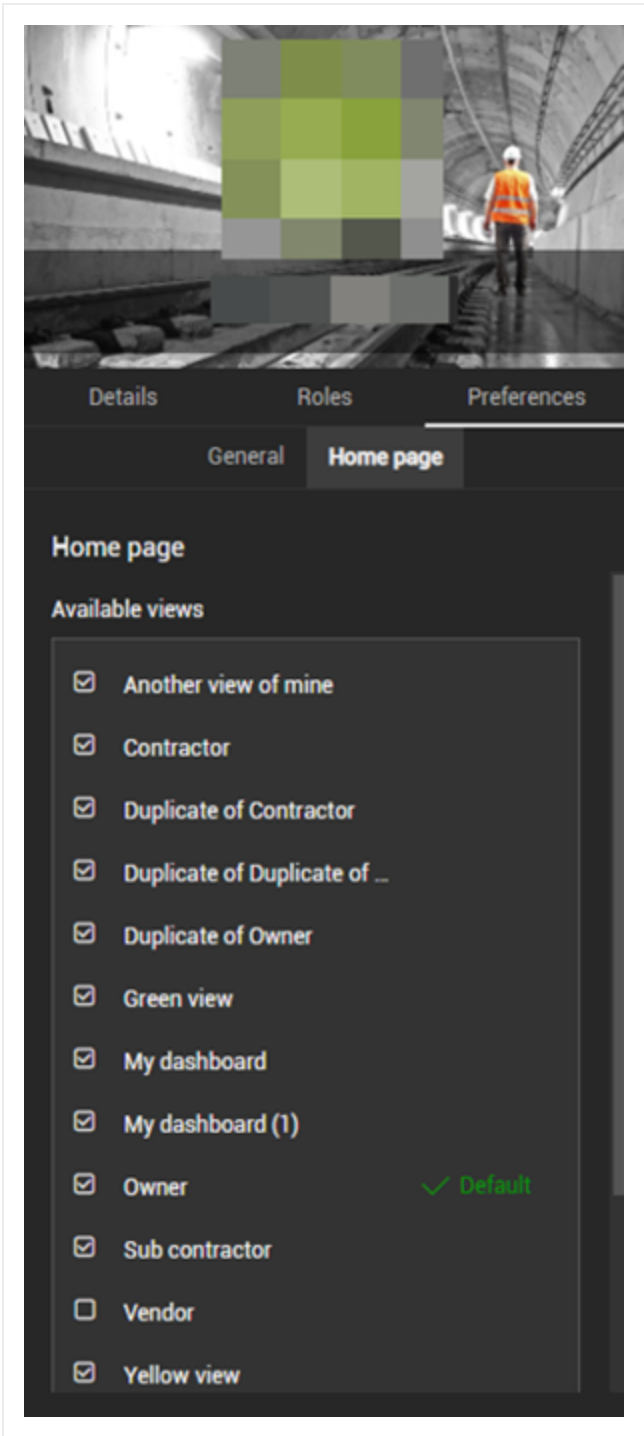 Details Roles Preferences
General Home page
Home page
Available views
Another view of mine
Contractor
Duplicate of Contractor
Duplicate of Duplicate of ...
Duplicate of Owner
Green view
My dashboard
My dashboard (1)
Owner Default
Sub contractor
Vendor
Yellow view